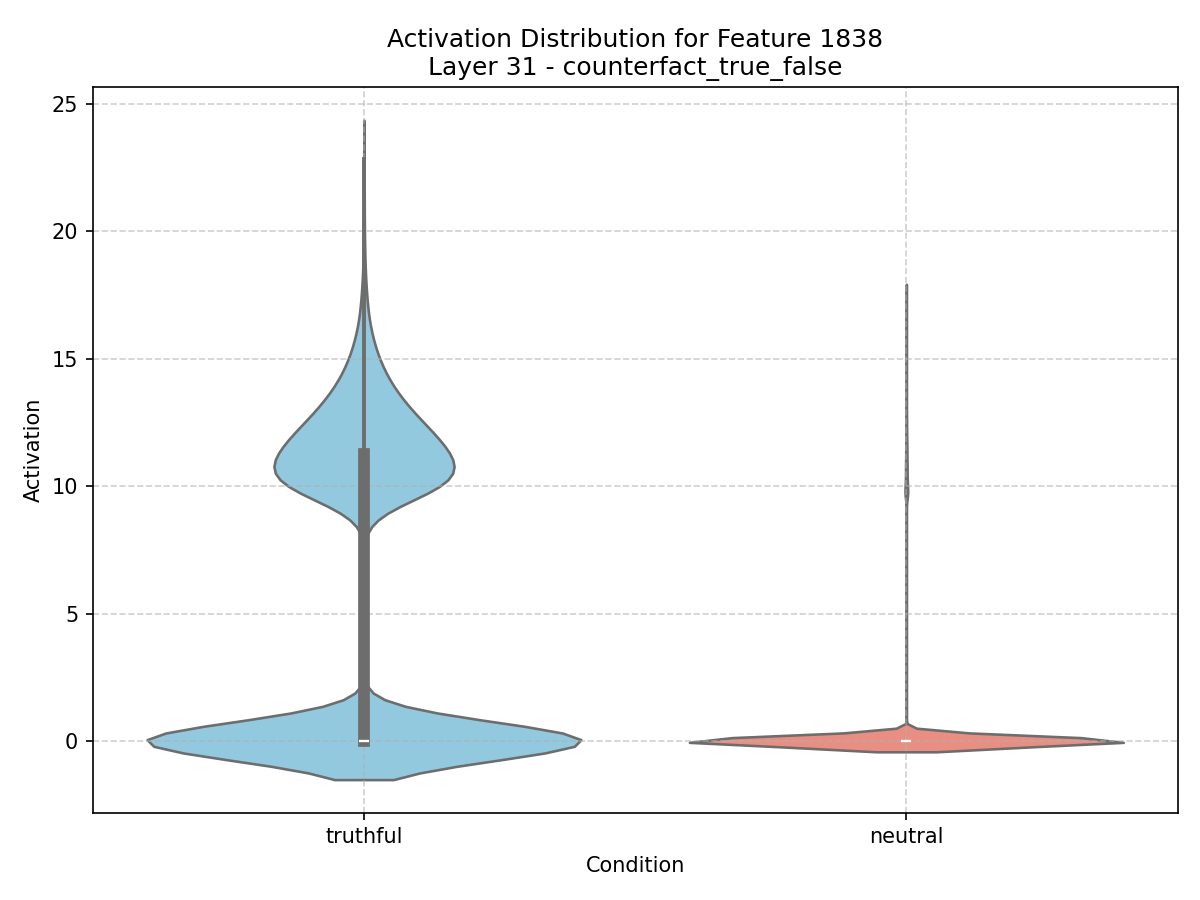 Activation Distribution for Feature 1838
Layer 31 - counterfact_true_false
25
20
15
10
5
0
Activation
truthful
neutral
Condition